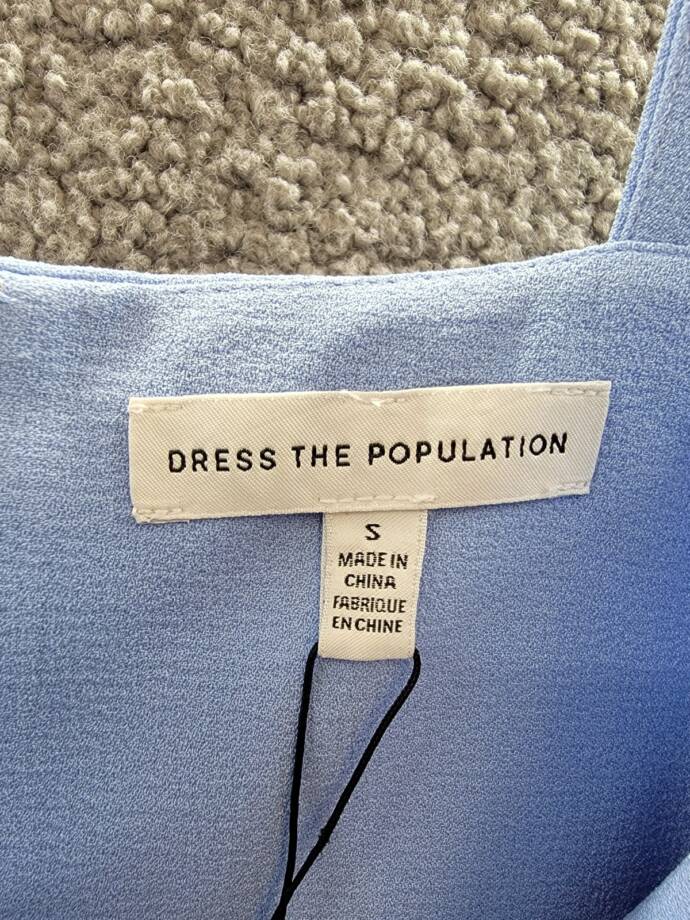 DRESS THE POPULATION
S
MADE IN
CHINA
FABRIQUE
EN CHINE